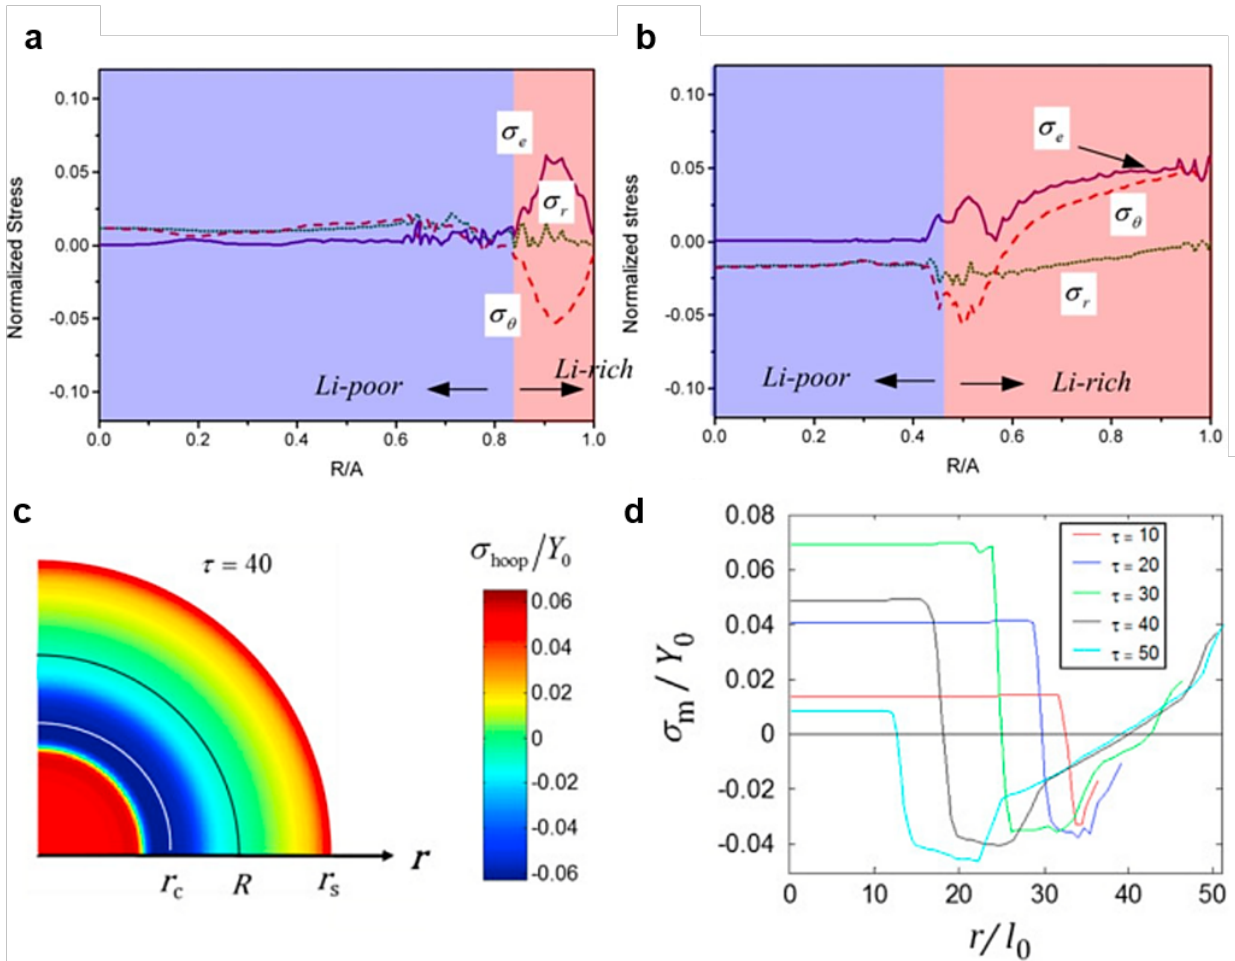 a
Normalized Stress
0.10
0.05
0.00
-0.05
-0.10
σe
σr
σθ
Li-poor
Li-rich
0.0 0.2 0.4 0.6 0.8 1.0
R/A
b
Normalized stress
0.10
0.05
0.00
-0.05
-0.10
σe
σθ
σr
Li-poor
Li-rich
0.0 0.2 0.4 0.6 0.8 1.0
R/A
c
τ = 40
σhoop/Y0
0.06
0.04
0.02
0
-0.02
-0.04
-0.06
r
rc R rs
d
σm / Y0
0.08
0.06
0.04
0.02
0
-0.02
-0.04
τ = 10
τ = 20
τ = 30
τ = 40
τ = 50
0 10 20 30 40 50
r/l0